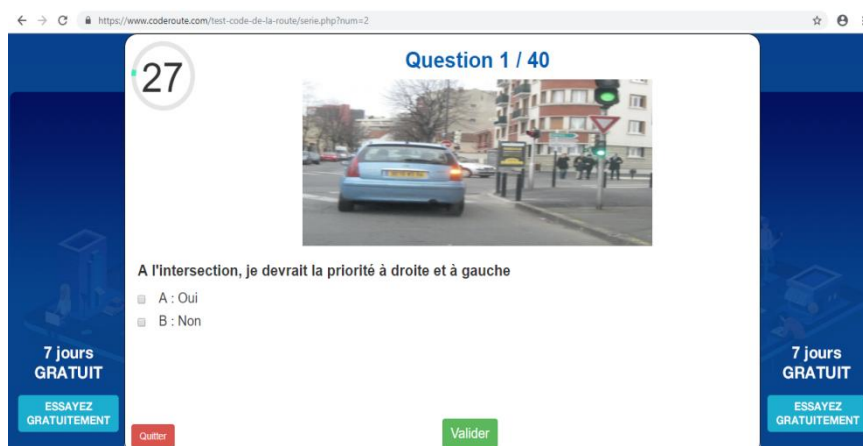 https://www.coderoute.com/test-code-de-la-route/serie.php?num=2
27
Question 1 / 40
A l'intersection, je devrait la priorité à droite et à gauche
A : Oui
B : Non
7 jours
GRATUIT
ESSAYEZ
GRATUITEMENT
7 jours
GRATUIT
ESSAYEZ
GRATUITEMENT
Quitter
Valider